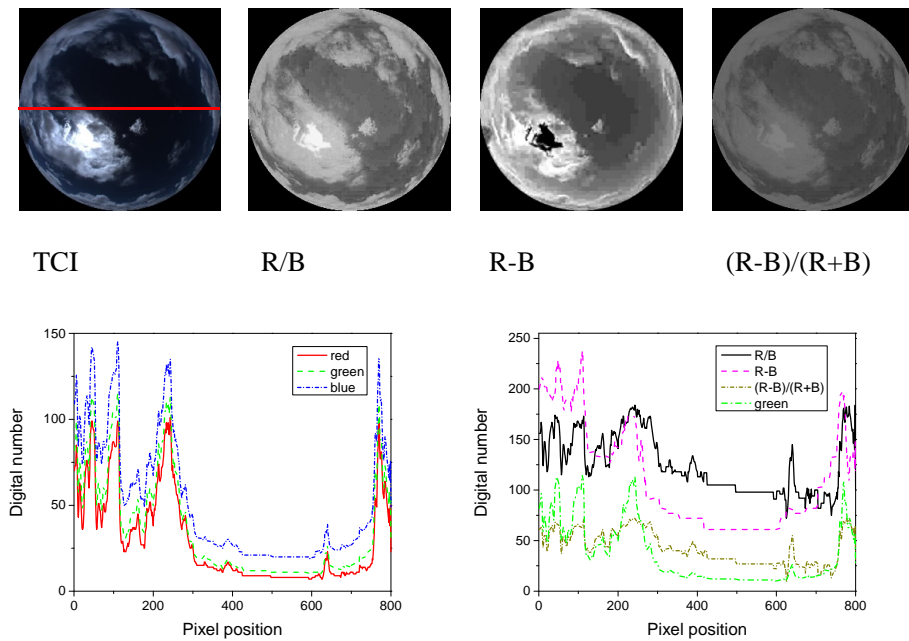 TCI
R/B
R-B
(R-B)/(R+B)
150
100
50
0
0
200
400
600
800
Digital number
Pixel position
red
green
blue
250
200
150
100
50
0
0
200
400
600
800
Digital number
Pixel position
R/B
R-B
(R-B)/(R+B)
green